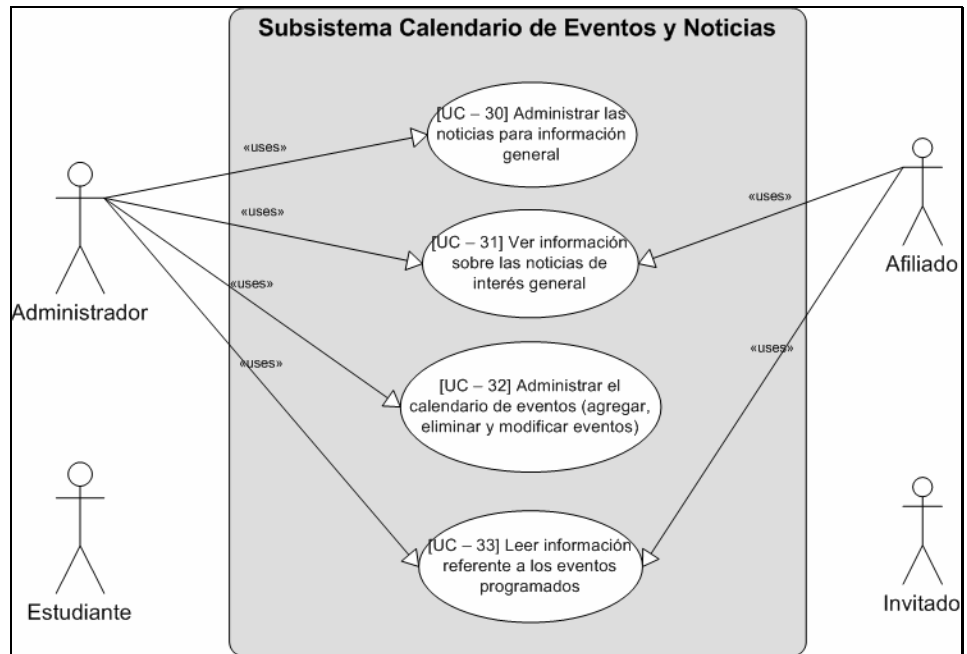 Subsistema Calendario de Eventos y Noticias
[UC – 30] Administrar las
noticias para información
general
«uses»
«uses»
[UC – 31] Ver información
sobre las noticias de
interés general
«uses»
Administrador
Afiliado
«uses»
«uses»
«uses»
[UC – 32] Administrar el
calendario de eventos (agregar,
eliminar y modificar eventos)
[UC – 33] Leer información
referente a los eventos
programados
Estudiante
Invitado